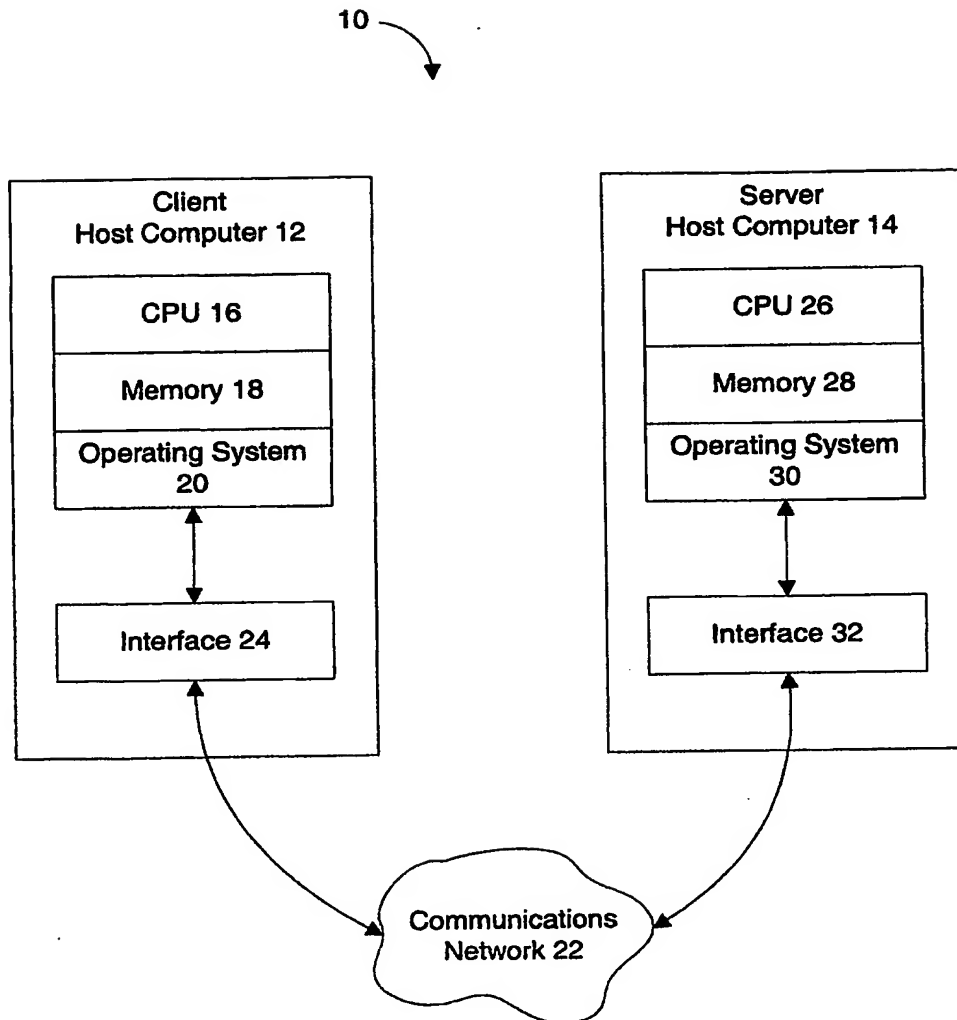 10
Client
Host Computer 12
CPU 16
Memory 18
Operating System
20
Interface 24
Server
Host Computer 14
CPU 26
Memory 28
Operating System
30
Interface 32
Communications
Network 22